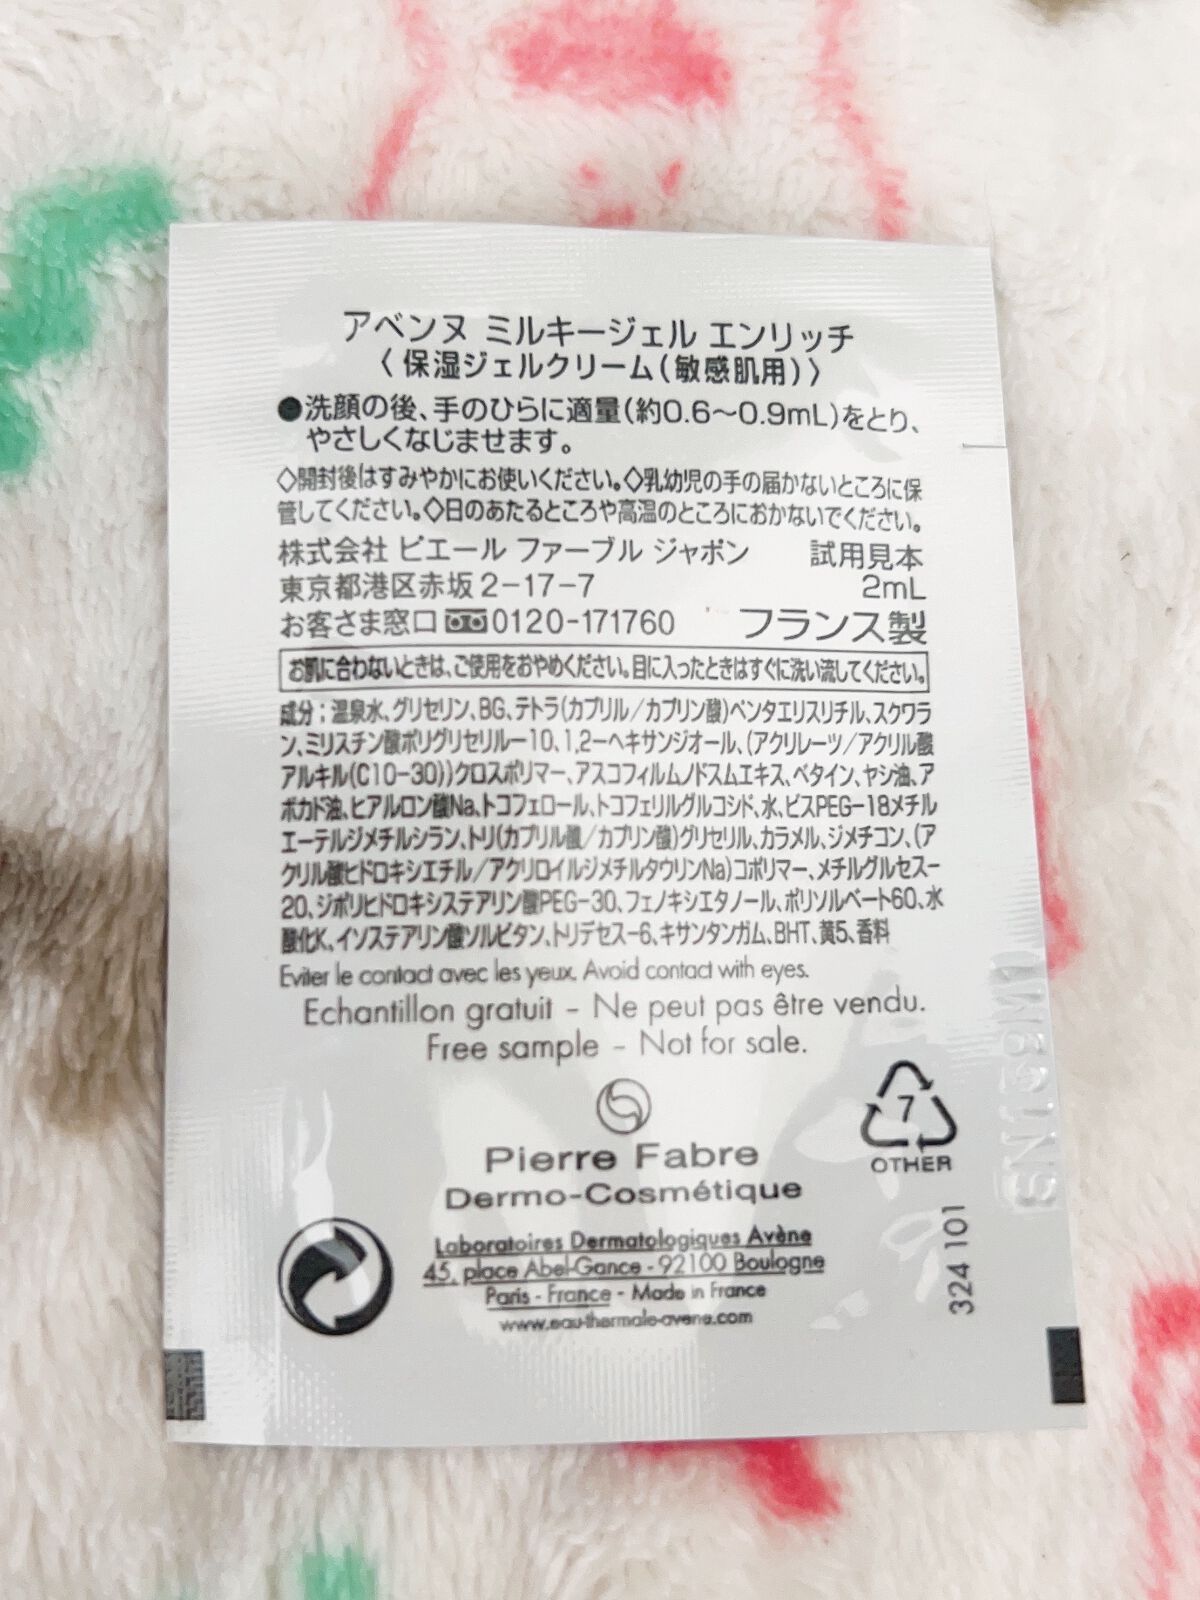 アベンヌ ミルキージェル エンリッチ
〈 保湿ジェルクリーム(敏感肌用)〉
●洗顔の後、手のひらに適量(約0.6〜0.9mL)をとり、
やさしくなじませます。
◇開封後はすみやかにお使いください。◇乳幼児の手の届かないところに保
管してください。◇日のあたるところや高温のところにおかないでください。
株式会社 ピエール ファーブル ジャポン 試用見本
東京都港区赤坂2-17-7 2mL
お客さま窓口 0120-171760 フランス製
お肌に合わないときは、ご使用をおやめください。目に入ったときはすぐに洗い流してください。
成分:温泉水、グリセリン、BG、テトラ(カプリル/カプリン酸)ペンタエリスリチル、スクワラ
ン、ミリスチン酸ポリグリセリル-10、1,2-ヘキサンジオール、(アクリレーツ/アクリル酸
アルキル(C10-30))クロスポリマー、アスコフィルムノドスムエキス、ベタイン、ヤシ油、ア
ボカド油、ヒアルロン酸Na、トコフェロール、トコフェリルグルコシド、水、ビスPEG-18メチル
エーテルジメチルシラン、トリ(カプリル酸/カプリン酸)グリセリル、カラメル、ジメチコン、(ア
クリル酸ヒドロキシエチル/アクリロイルジメチルタウリンNa)コポリマー、メチルグルセス-
20、ジポリヒドロキシステアリン酸PEG-30、フェノキシエタノール、ポリソルベート60、水
酸化K、イソステアリン酸ソルビタン、トリデセス-6、キサンタンガム、BHT、黄5、香料
Eviter le contact avec les yeux. Avoid contact with eyes.
Echantillon gratuit - Ne peut pas être vendu.
Free sample - Not for sale.
7
OTHER
Pierre Fabre
Dermo-Cosmétique
Laboratoires Dermatologiques Avène
45, place Abel-Gance - 92100 Boulogne
Paris - France - Made in France
www.eau-thermale-avene.com
324 101